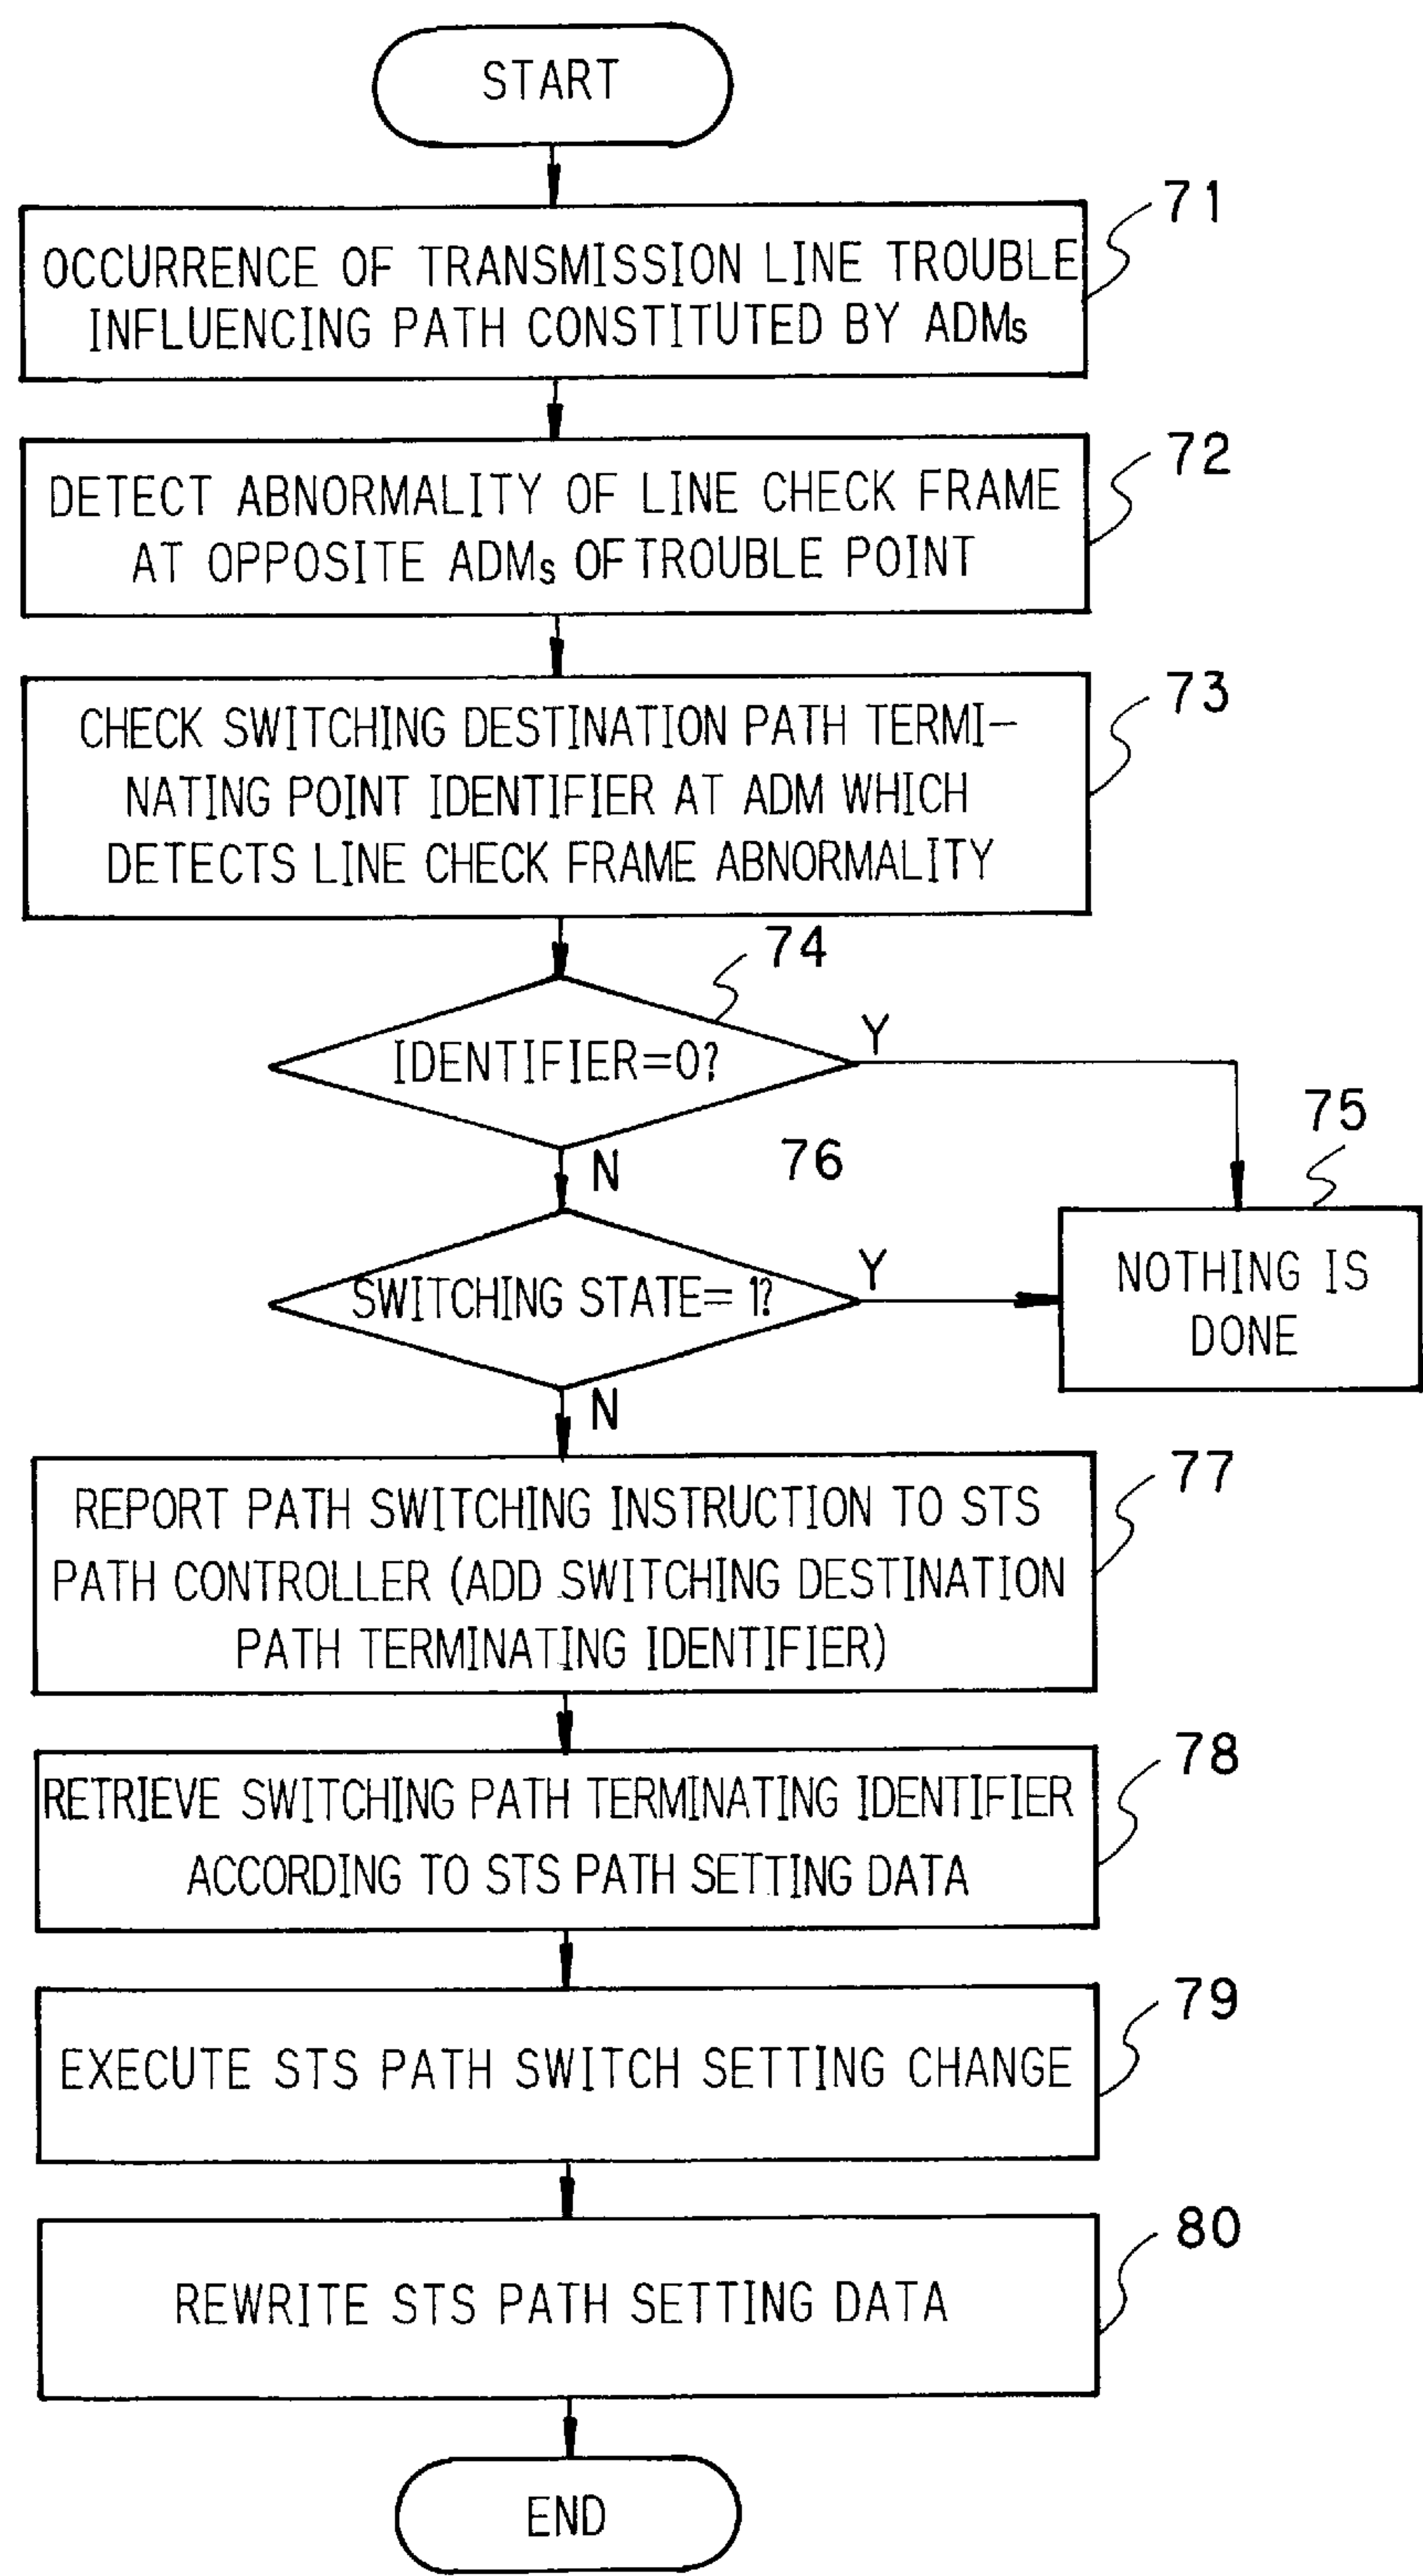 START
71
OCCURRENCE OF TRANSMISSION LINE TROUBLE
INFLUENCING PATH CONSTITUTED BY ADMs
72
DETECT ABNORMALITY OF LINE CHECK FRAME
AT OPPOSITE ADMs OF TROUBLE POINT
73
CHECK SWITCHING DESTINATION PATH TERMI-
NATING POINT IDENTIFIER AT ADM WHICH
DETECTS LINE CHECK FRAME ABNORMALITY
74
IDENTIFIER=0?
Y
N
75
NOTHING IS
DONE
76
SWITCHING STATE= 1?
Y
N
77
REPORT PATH SWITCHING INSTRUCTION TO STS
PATH CONTROLLER (ADD SWITCHING DESTINATION
PATH TERMINATING IDENTIFIER)
78
RETRIEVE SWITCHING PATH TERMINATING IDENTIFIER
ACCORDING TO STS PATH SETTING DATA
79
EXECUTE STS PATH SWITCH SETTING CHANGE
80
REWRITE STS PATH SETTING DATA
END